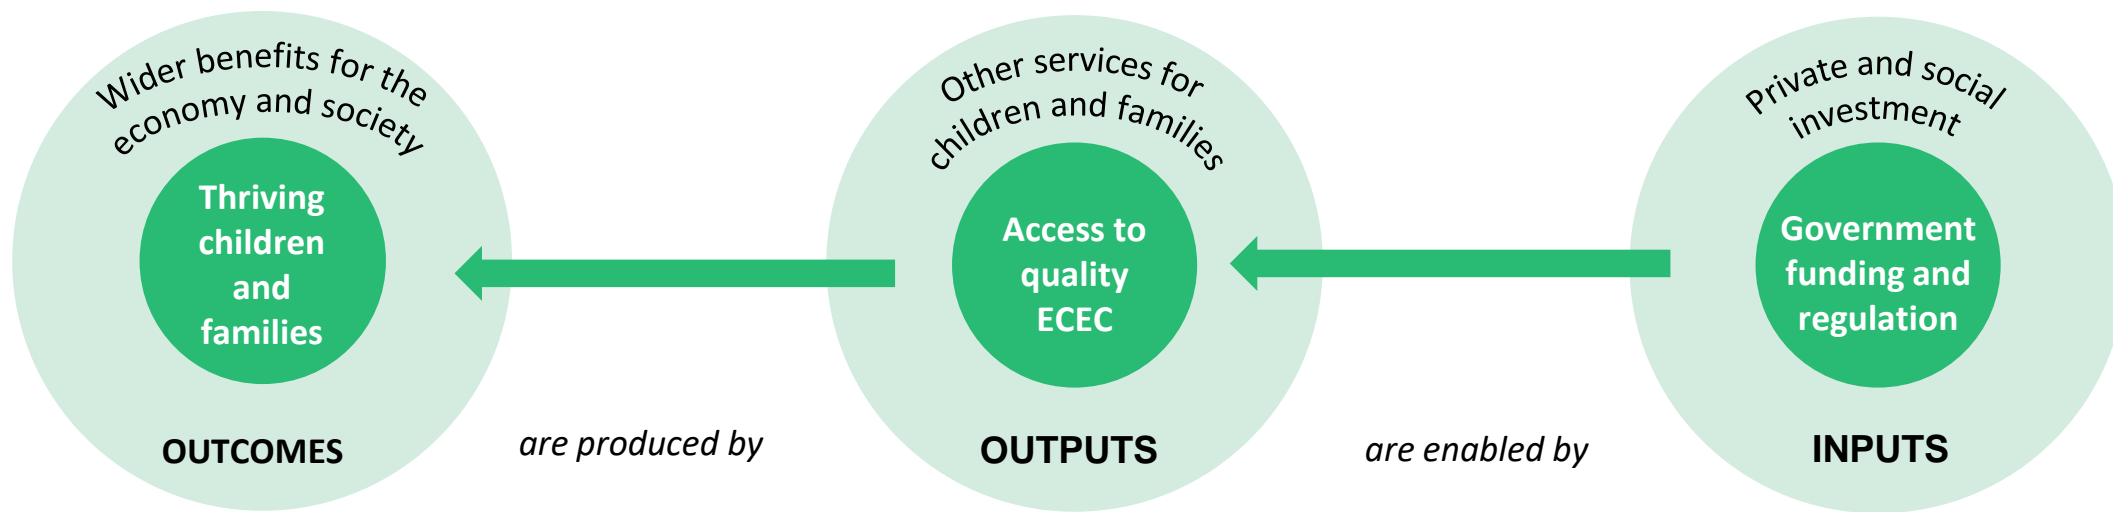 Wider benefits for the
economy and society
Thriving
children
and
families
OUTCOMES
are produced by
Other services for
children and families
Access to
quality
ECEC
OUTPUTS
are enabled by
Private and social
investment
Government
funding and
regulation
INPUTS